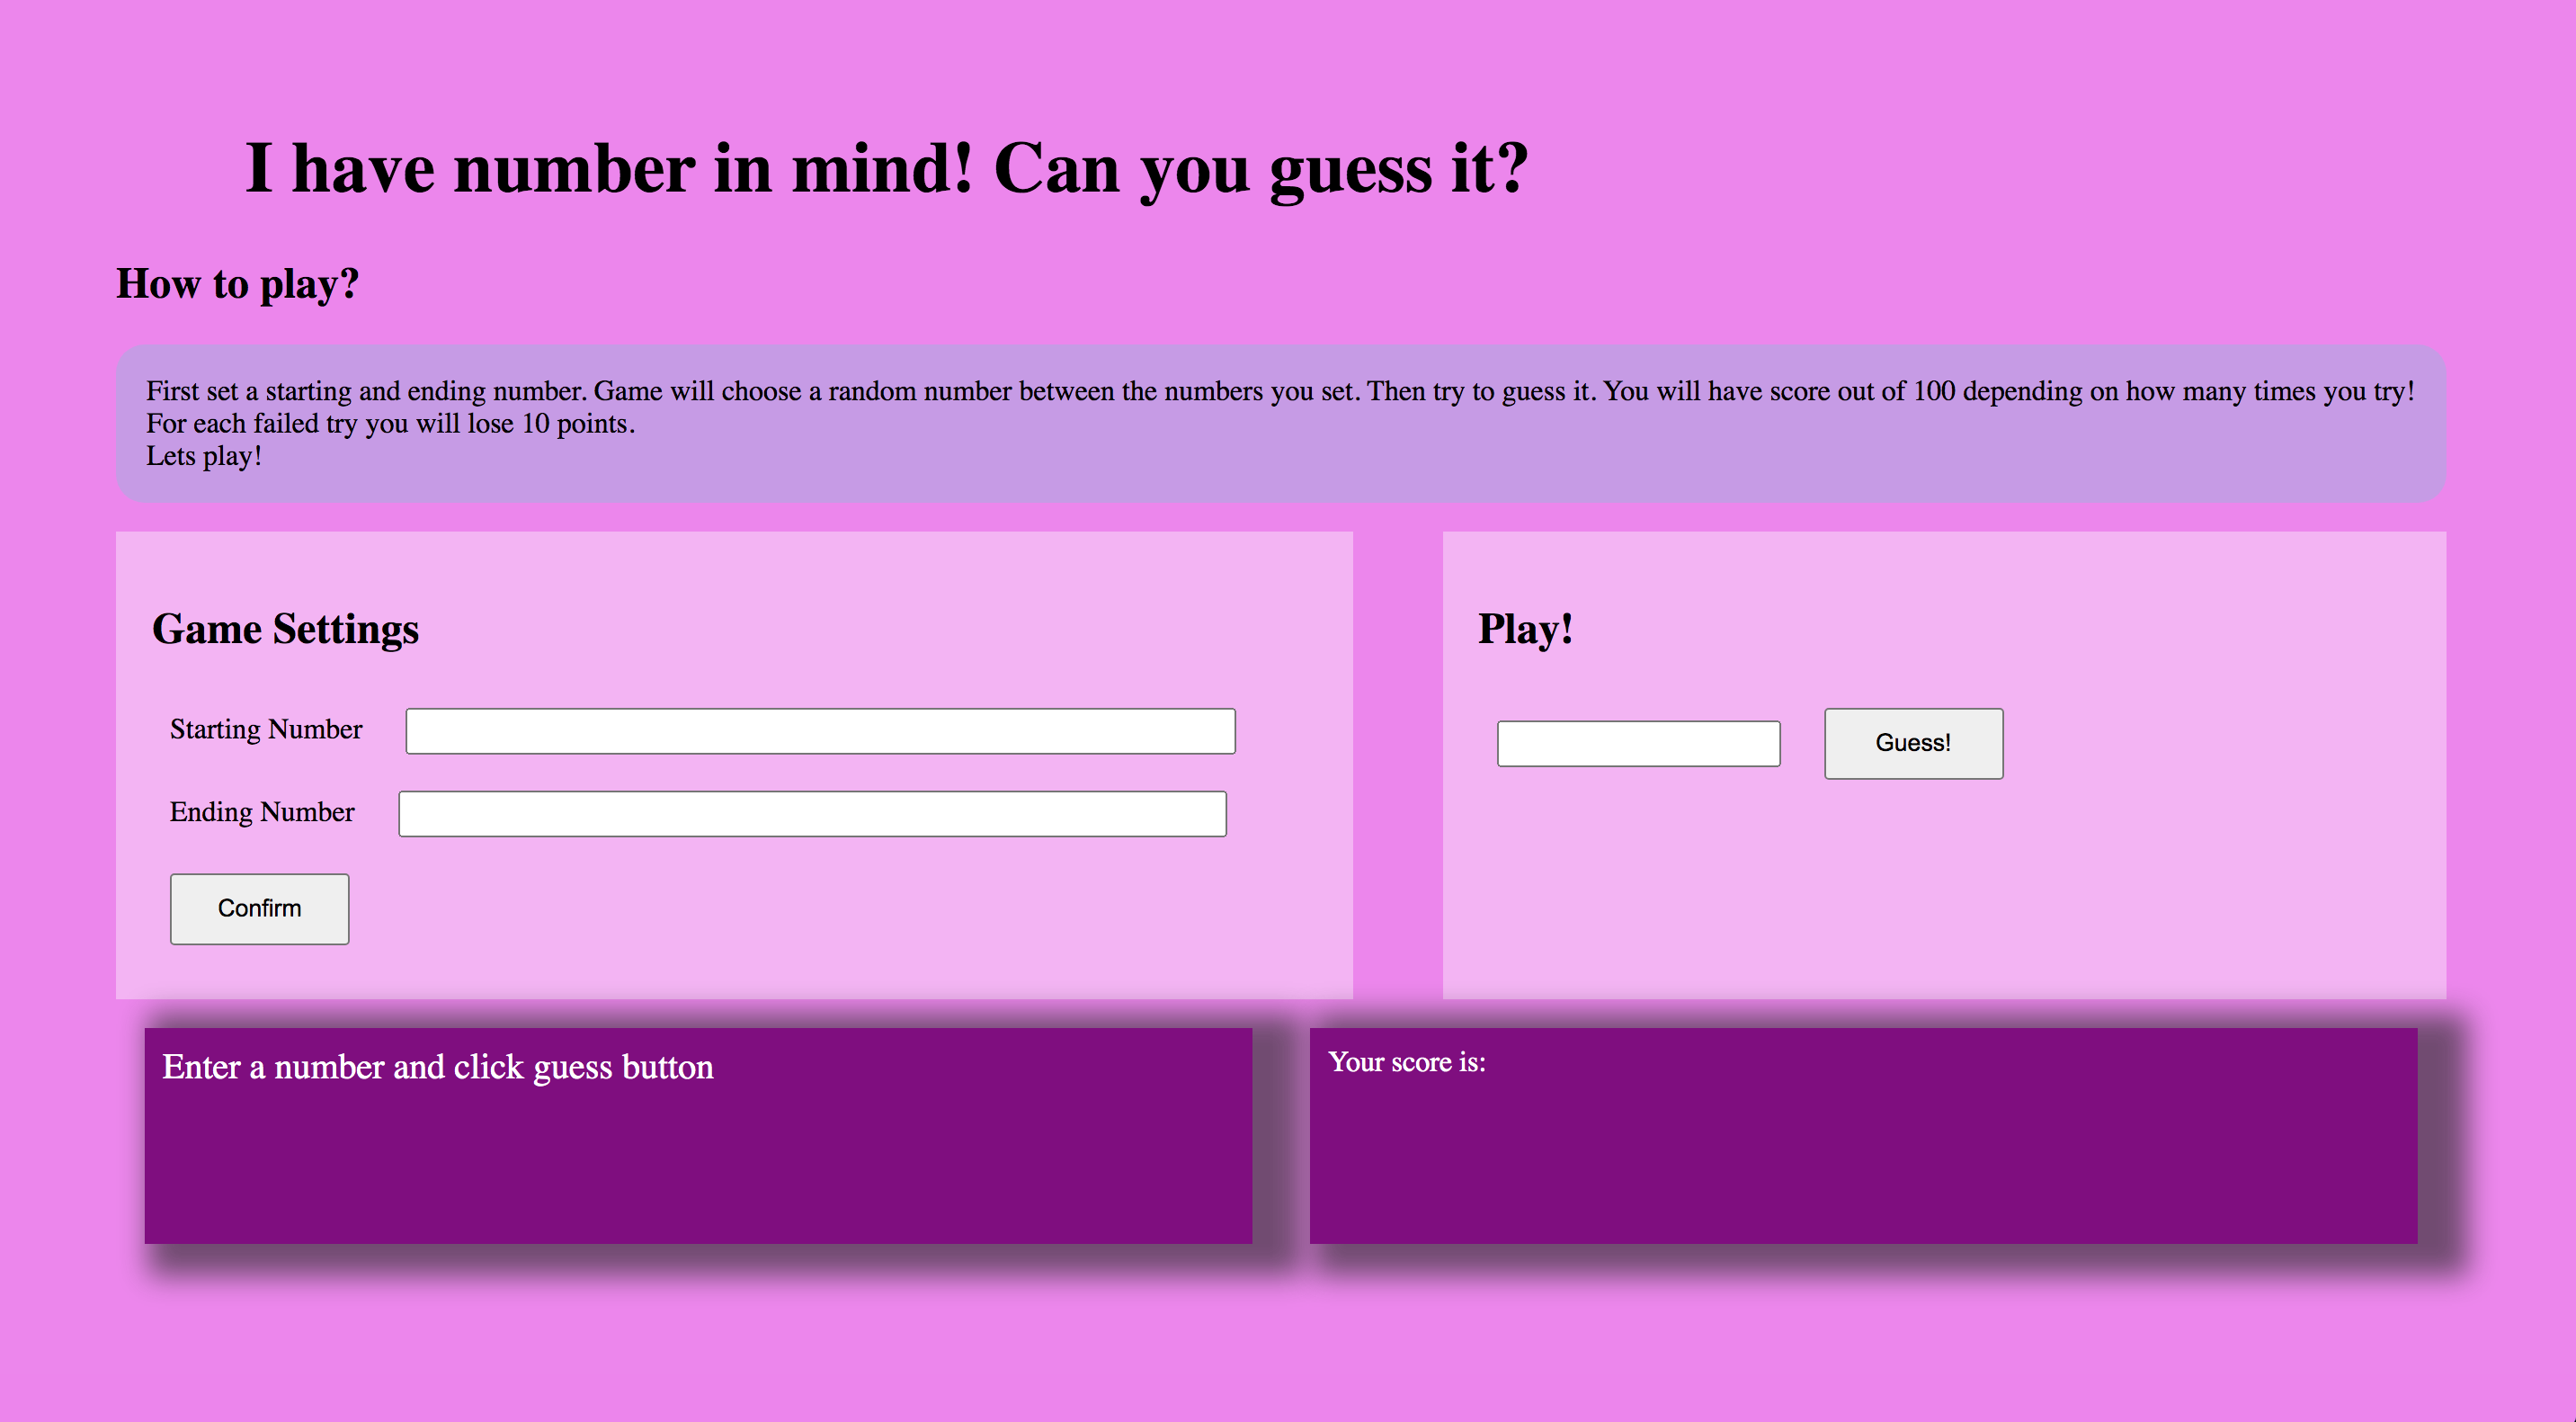 I have number in mind! Can you guess it?
How to play?
First set a starting and ending number. Game will choose a random number between the numbers you set. Then try to guess it. You will have score out of 100 depending on how many times you try!
For each failed try you will lose 10 points.
Lets play!
Game Settings
Starting Number
Ending Number
Confirm
Play!
Guess!
Enter a number and click guess button
Your score is: